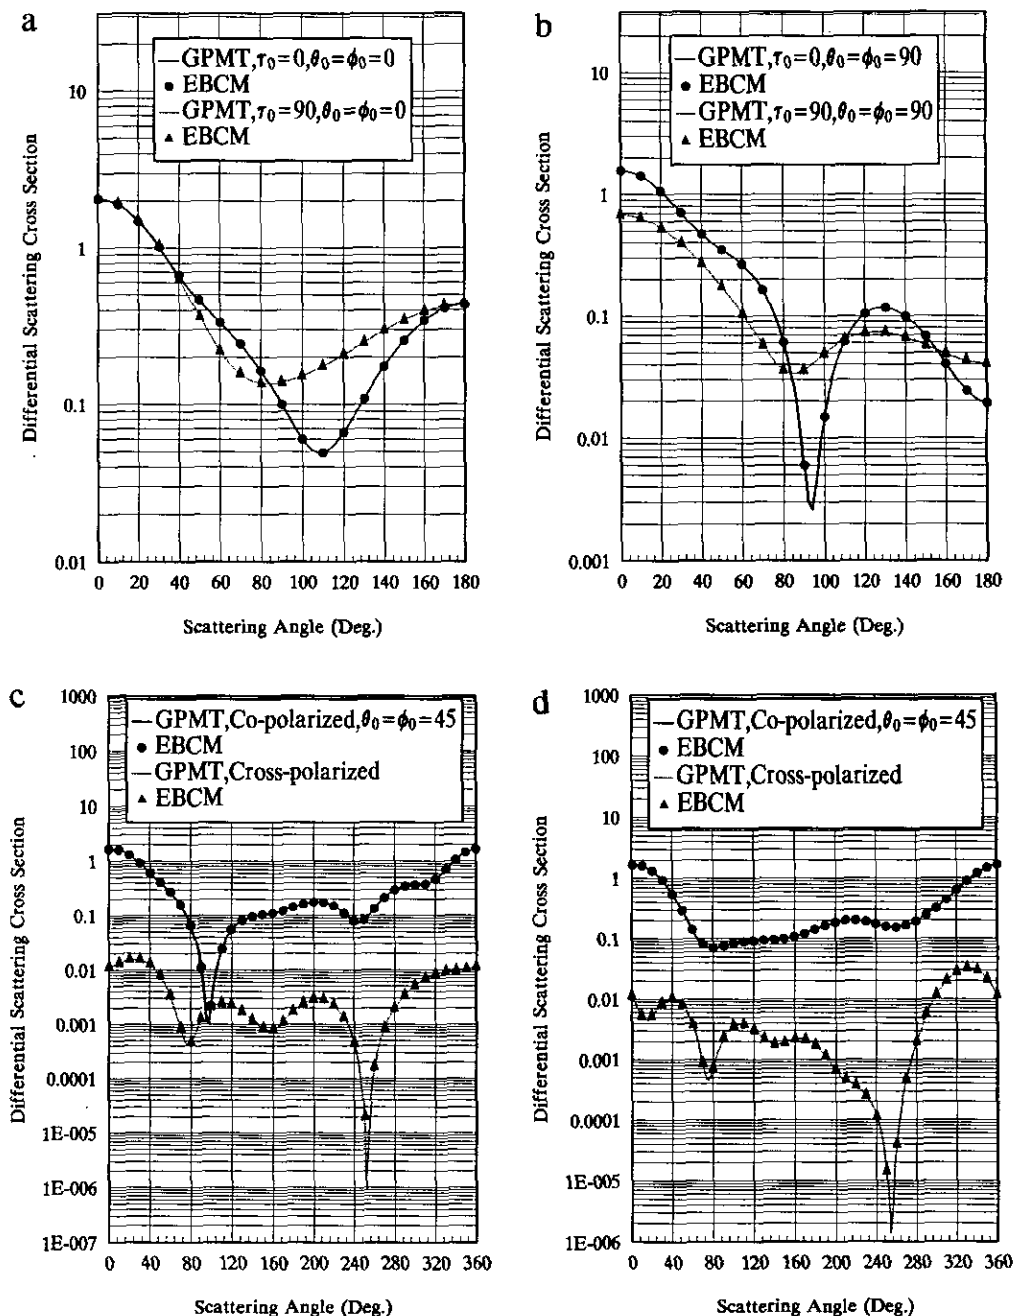 a
GPMT,τ₀=0,θ₀=ϕ₀=0
EBCM
GPMT,τ₀=90,θ₀=ϕ₀=0
EBCM
10
1
0.1
0.01
Differential Scattering Cross Section
0 20 40 60 80 100 120 140 160 180
Scattering Angle (Deg.)
b
GPMT,τ₀=0,θ₀=ϕ₀=90
EBCM
GPMT,τ₀=90,θ₀=ϕ₀=90
EBCM
10
1
0.1
0.01
0.001
Differential Scattering Cross Section
0 20 40 60 80 100 120 140 160 180
Scattering Angle (Deg.)
c
GPMT,Co-polarized,θ₀=ϕ₀=45
EBCM
GPMT,Cross-polarized
EBCM
1000
100
10
1
0.1
0.01
0.001
0.0001
1E-005
1E-006
1E-007
Differential Scattering Cross Section
0 40 80 120 160 200 240 280 320 360
Scattering Angle (Deg.)
d
GPMT,Co-polarized,θ₀=ϕ₀=45
EBCM
GPMT,Cross-polarized
EBCM
1000
100
10
1
0.1
0.01
0.001
0.0001
1E-005
1E-006
Differential Scattering Cross Section
0 40 80 120 160 200 240 280 320 360
Scattering Angle (Deg.)